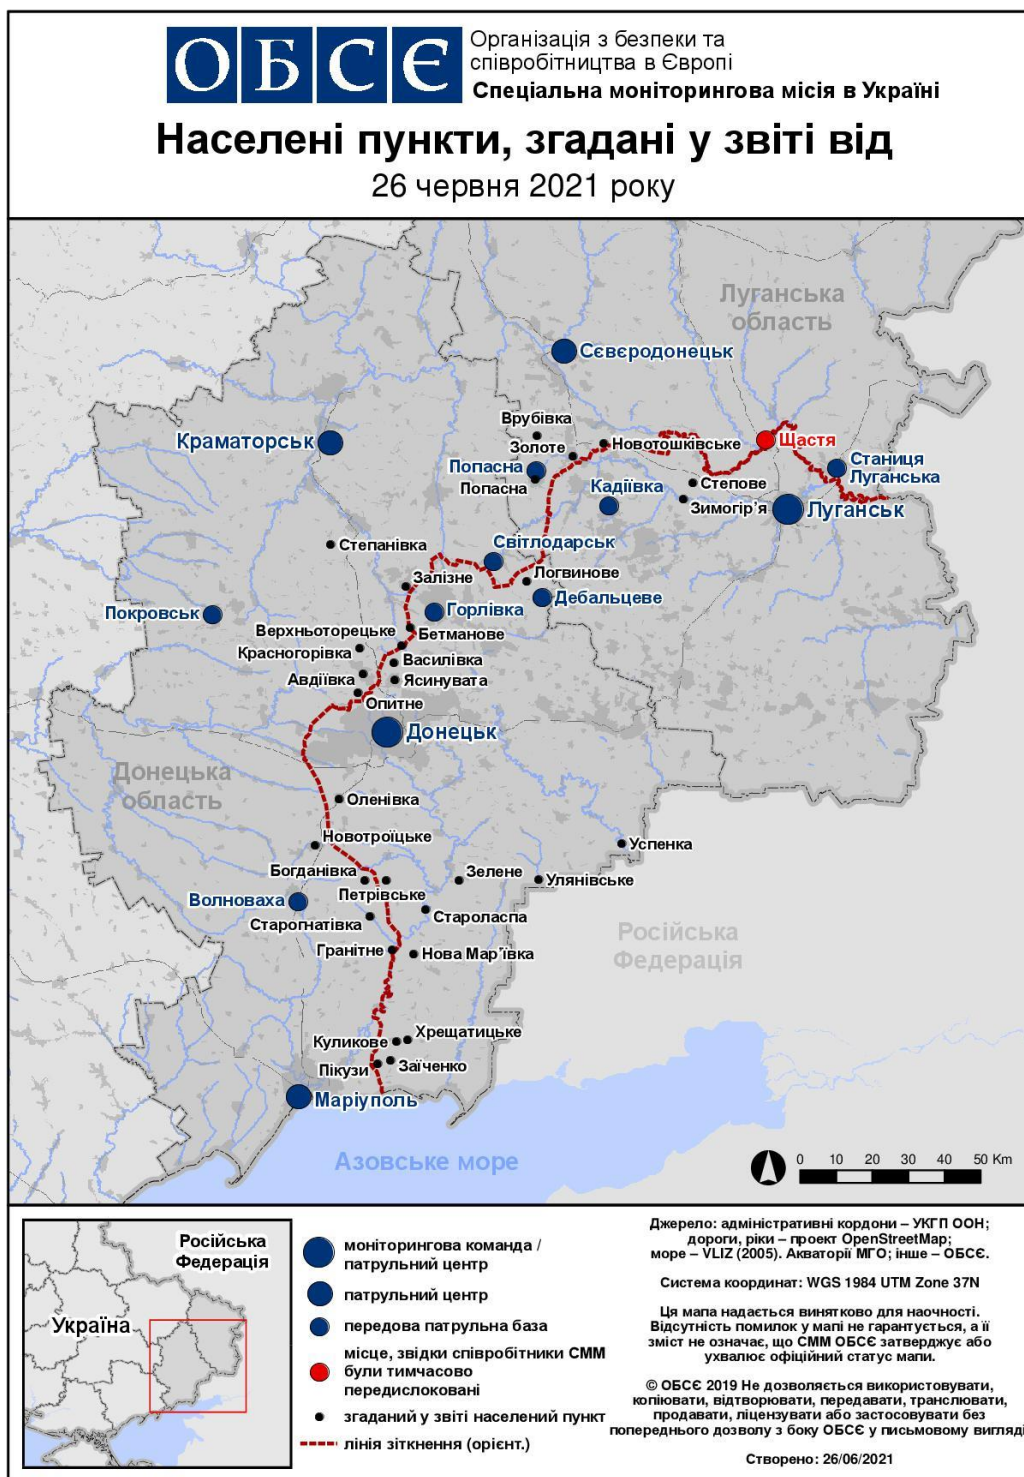 ОБСЄ
Організація з безпеки та
співробітництва в Європі
Спеціальна моніторингова місія в Україні
Населені пункти, згадані у звіті від
26 червня 2021 року
Луганська
область
Сєвєродонецьк
Врубівка
Краматорськ
Золоте
Новотошківське
Щастя
Попасна
Станиця
Луганська
Попасна
Кадіївка
Степове
Зимогір'я
Луганськ
Степанівка
Світлодарськ
Залізне
Логвинове
Дебальцеве
Покровськ
Горлівка
Верхньоторецьке
Бетманове
Красногорівка
Василівка
Авдіївка
Ясинувата
Опитне
Донецьк
Донецька
область
Оленівка
Новотроїцьке
Успенка
Богданівка
Зелене
Улянівське
Петрівське
Волноваха
Старогнатівка
Староласпа
Гранітне
Нова Мар'ївка
Російська
Федерація
Хрещатицьке
Куликове
Пікузи
Заїченко
Маріуполь
Азовське море
0 10 20 30 40 50 Km
Російська
Федерація
Україна
моніторингова команда /
патрульний центр
патрульний центр
передова патрульна база
місце, звідки співробітники СММ
були тимчасово
передислоковані
згаданий у звіті населений пункт
лінія зіткнення (орієнт.)
Джерело: адміністративні кордони – УКГП ООН;
дороги, ріки – проект OpenStreetMap;
море – VLIZ (2005). Акваторії МГО; інше – ОБСЄ.
Система координат: WGS 1984 UTM Zone 37N
Ця мапа надається винятково для наочності.
Відсутність помилок у мапі не гарантується, а її
зміст не означає, що СММ ОБСЄ затверджує або
ухвалює офіційний статус мапи.
© ОБСЄ 2019 Не дозволяється використовувати,
копіювати, відтворювати, передавати, транслювати,
продавати, ліцензувати або застосовувати без
попереднього дозволу з боку ОБСЄ у письмовому вигляді
Створено: 26/06/2021